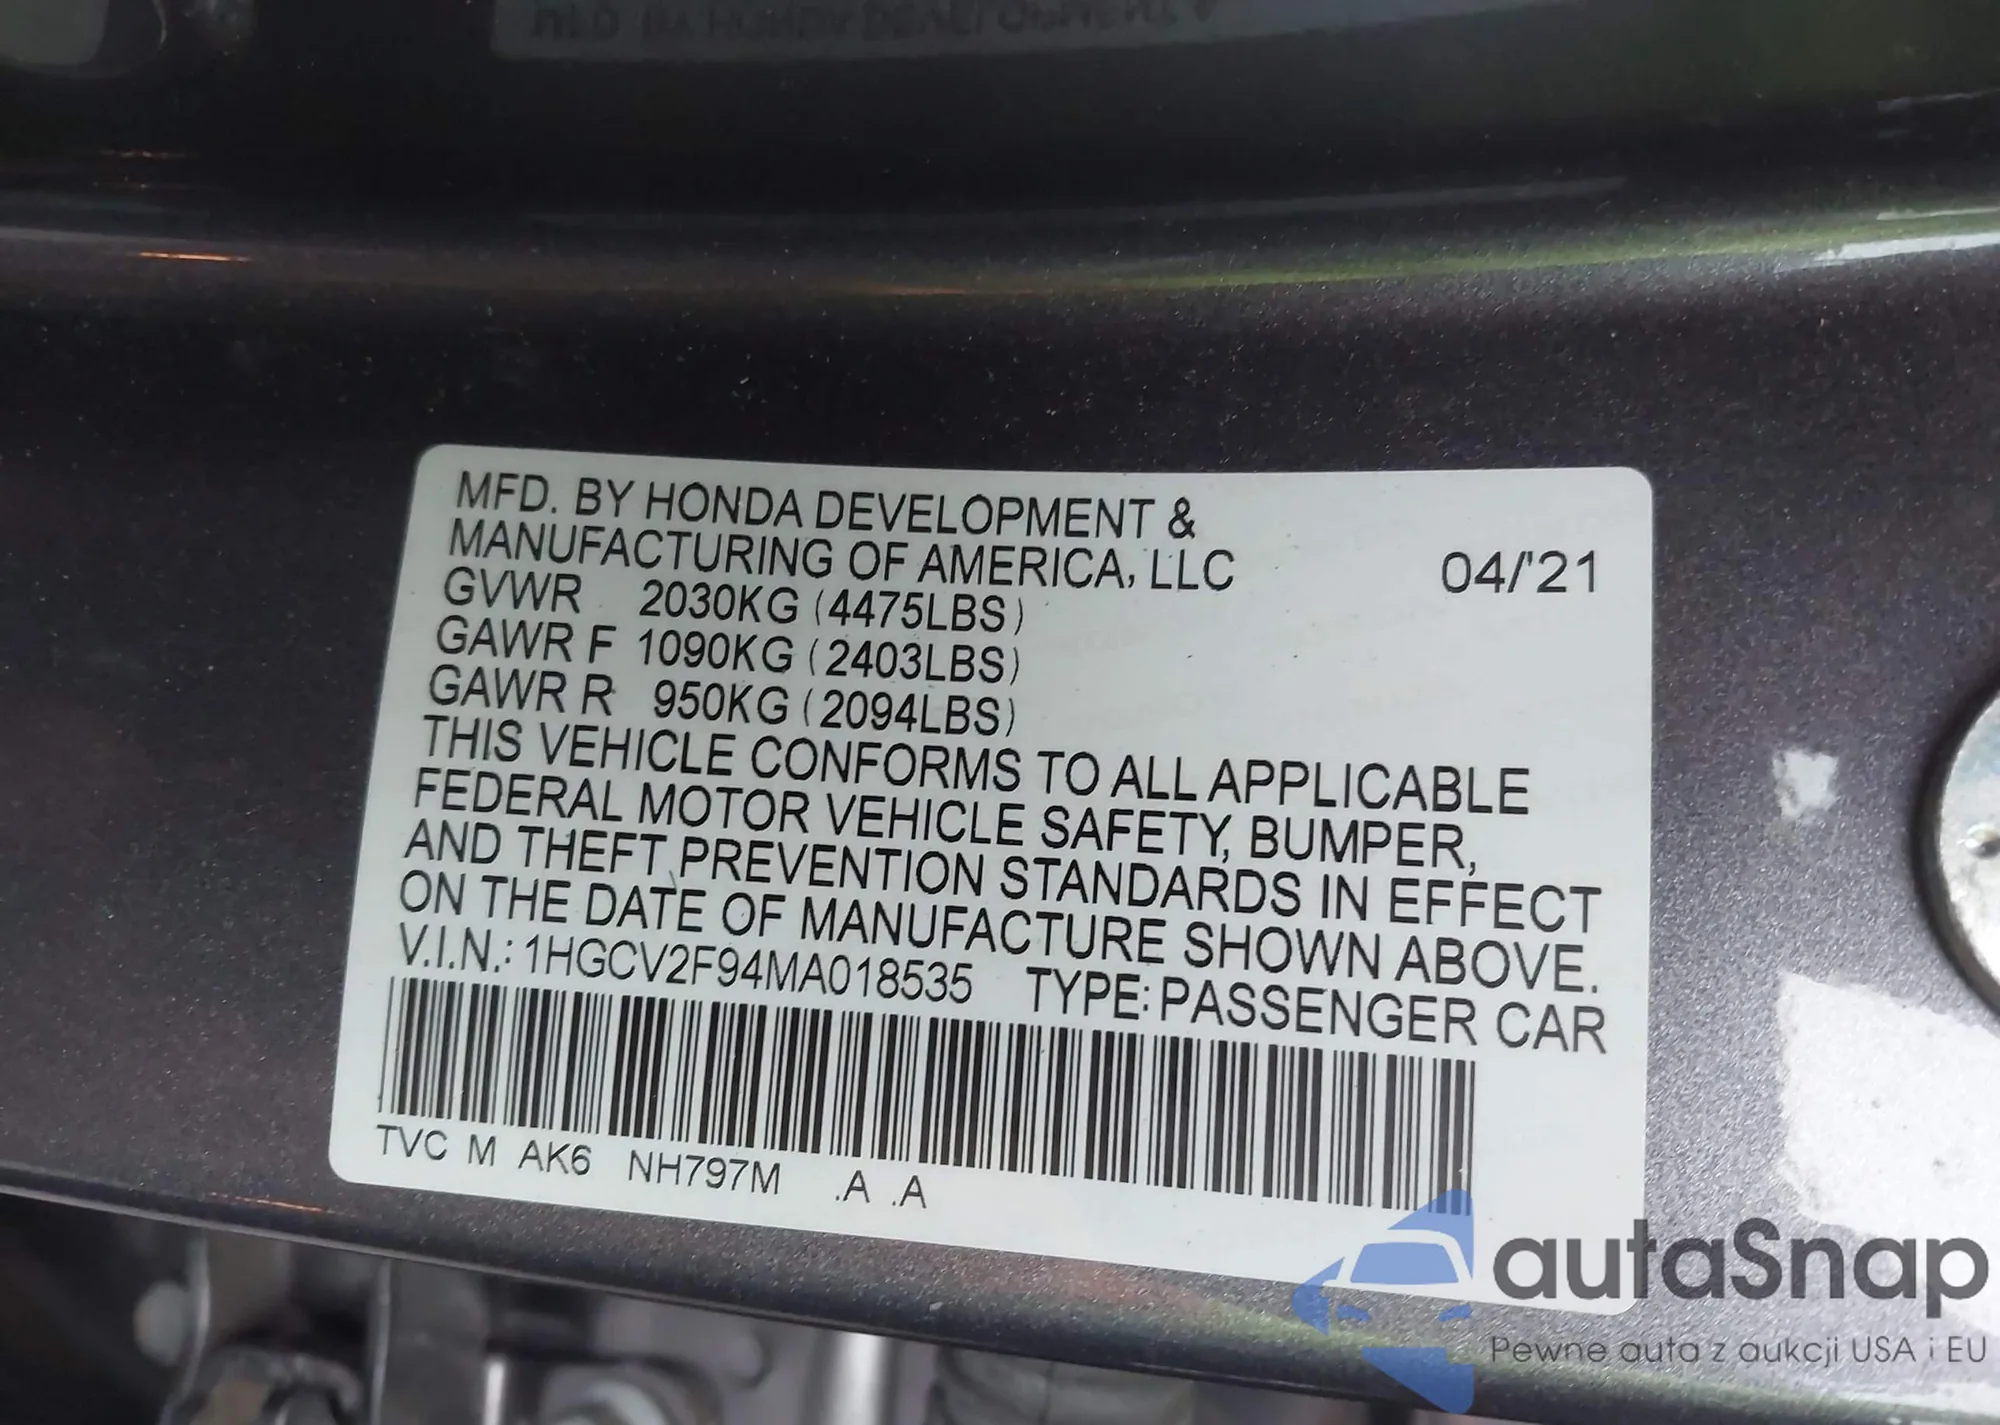 MFD. BY HONDA DEVELOPMENT &
MANUFACTURING OF AMERICA, LLC 04/'21
GVWR 2030KG (4475LBS)
GAWR F 1090KG (2403LBS)
GAWR R 950KG (2094LBS)
THIS VEHICLE CONFORMS TO ALL APPLICABLE
FEDERAL MOTOR VEHICLE SAFETY, BUMPER,
AND THEFT PREVENTION STANDARDS IN EFFECT
ON THE DATE OF MANUFACTURE SHOWN ABOVE.
V.I.N.: 1HGCV2F94MA018535 TYPE: PASSENGER CAR
TVC M AK6 NH797M .A .A
autaSnap
Pewne auta z aukcji USA i EU